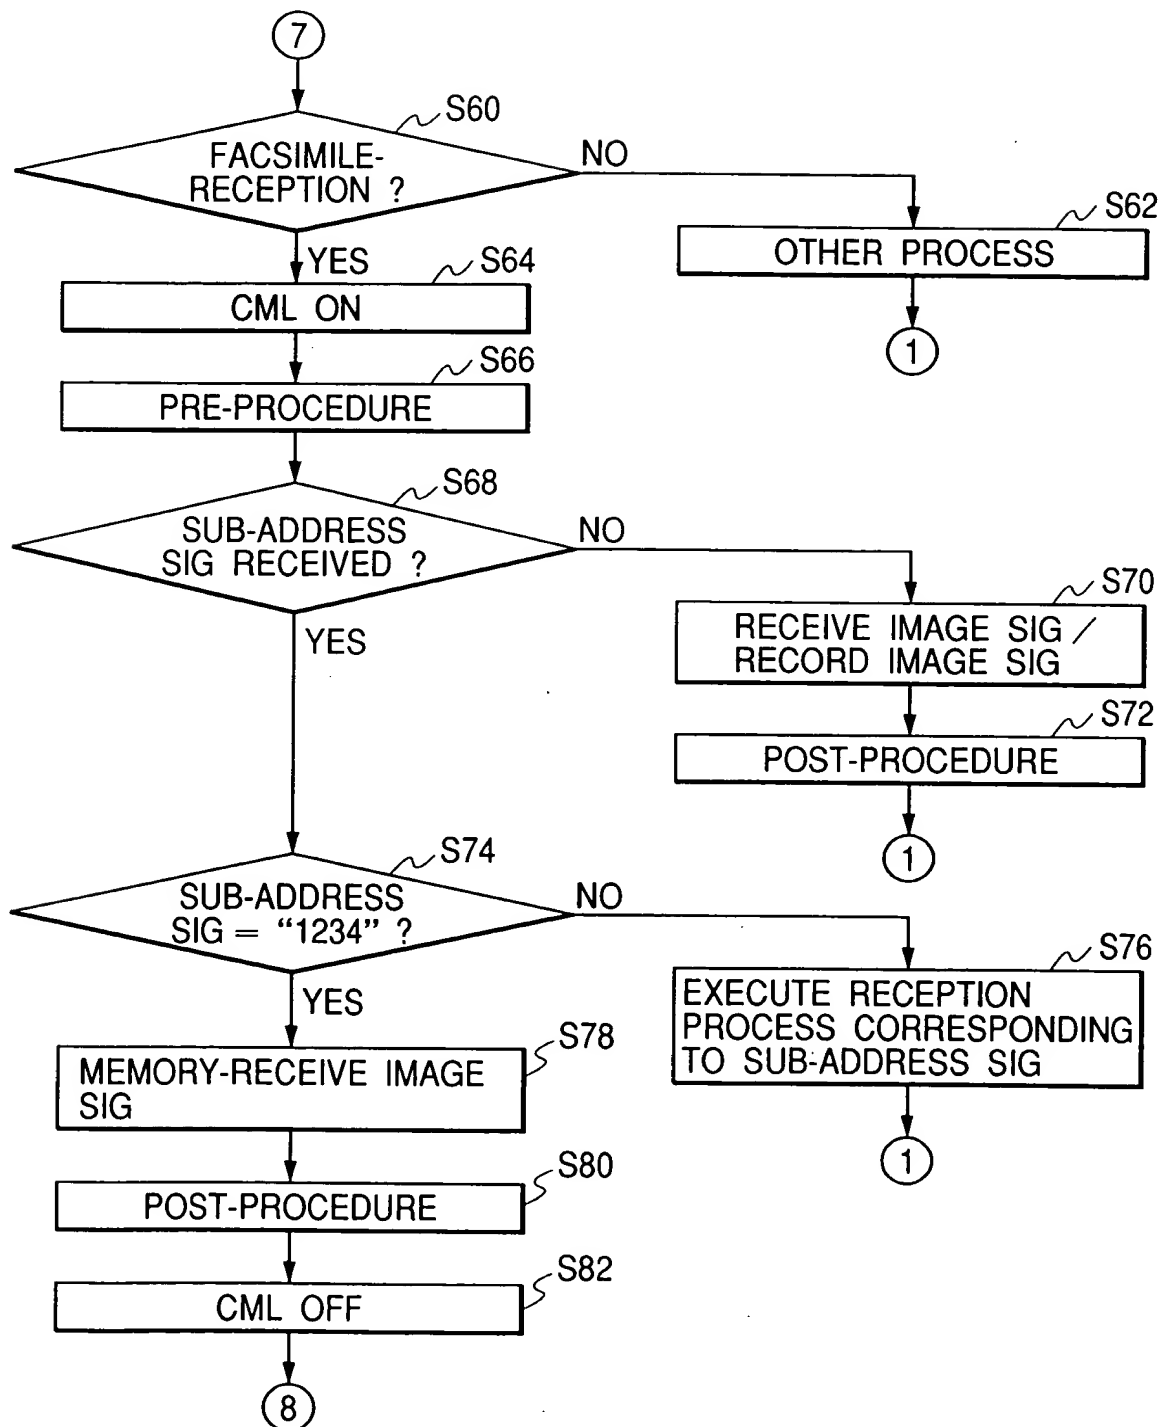 7
S60
FACSIMILE-
RECEPTION ?
NO
S62
OTHER PROCESS
1
YES
S64
CML ON
S66
PRE-PROCEDURE
S68
SUB-ADDRESS
SIG RECEIVED ?
NO
S70
RECEIVE IMAGE SIG /
RECORD IMAGE SIG
S72
POST-PROCEDURE
1
YES
S74
SUB-ADDRESS
SIG = “1234” ?
NO
S76
EXECUTE RECEPTION
PROCESS CORRESPONDING
TO SUB-ADDRESS SIG
1
YES
S78
MEMORY-RECEIVE IMAGE
SIG
S80
POST-PROCEDURE
S82
CML OFF
8